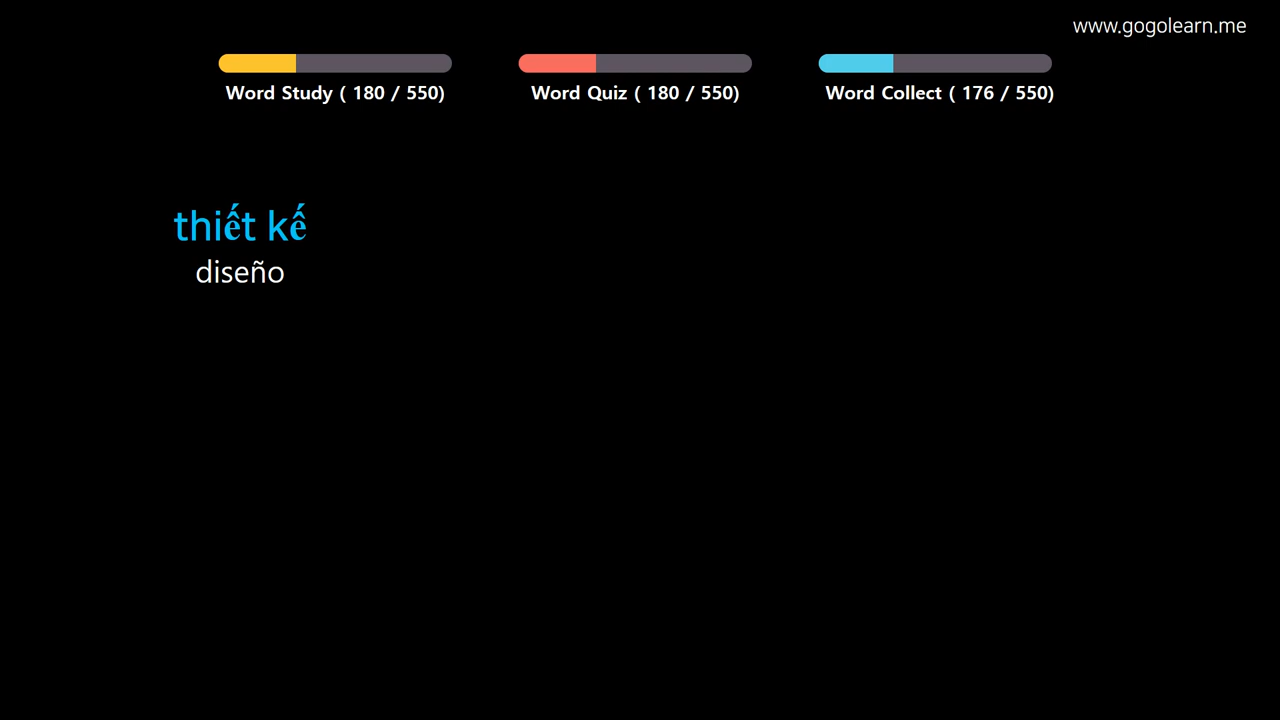 www.gogolearn.me
Word Study ( 180 / 550)
Word Quiz ( 180 / 550)
Word Collect ( 176 / 550)
thiết kế
diseño